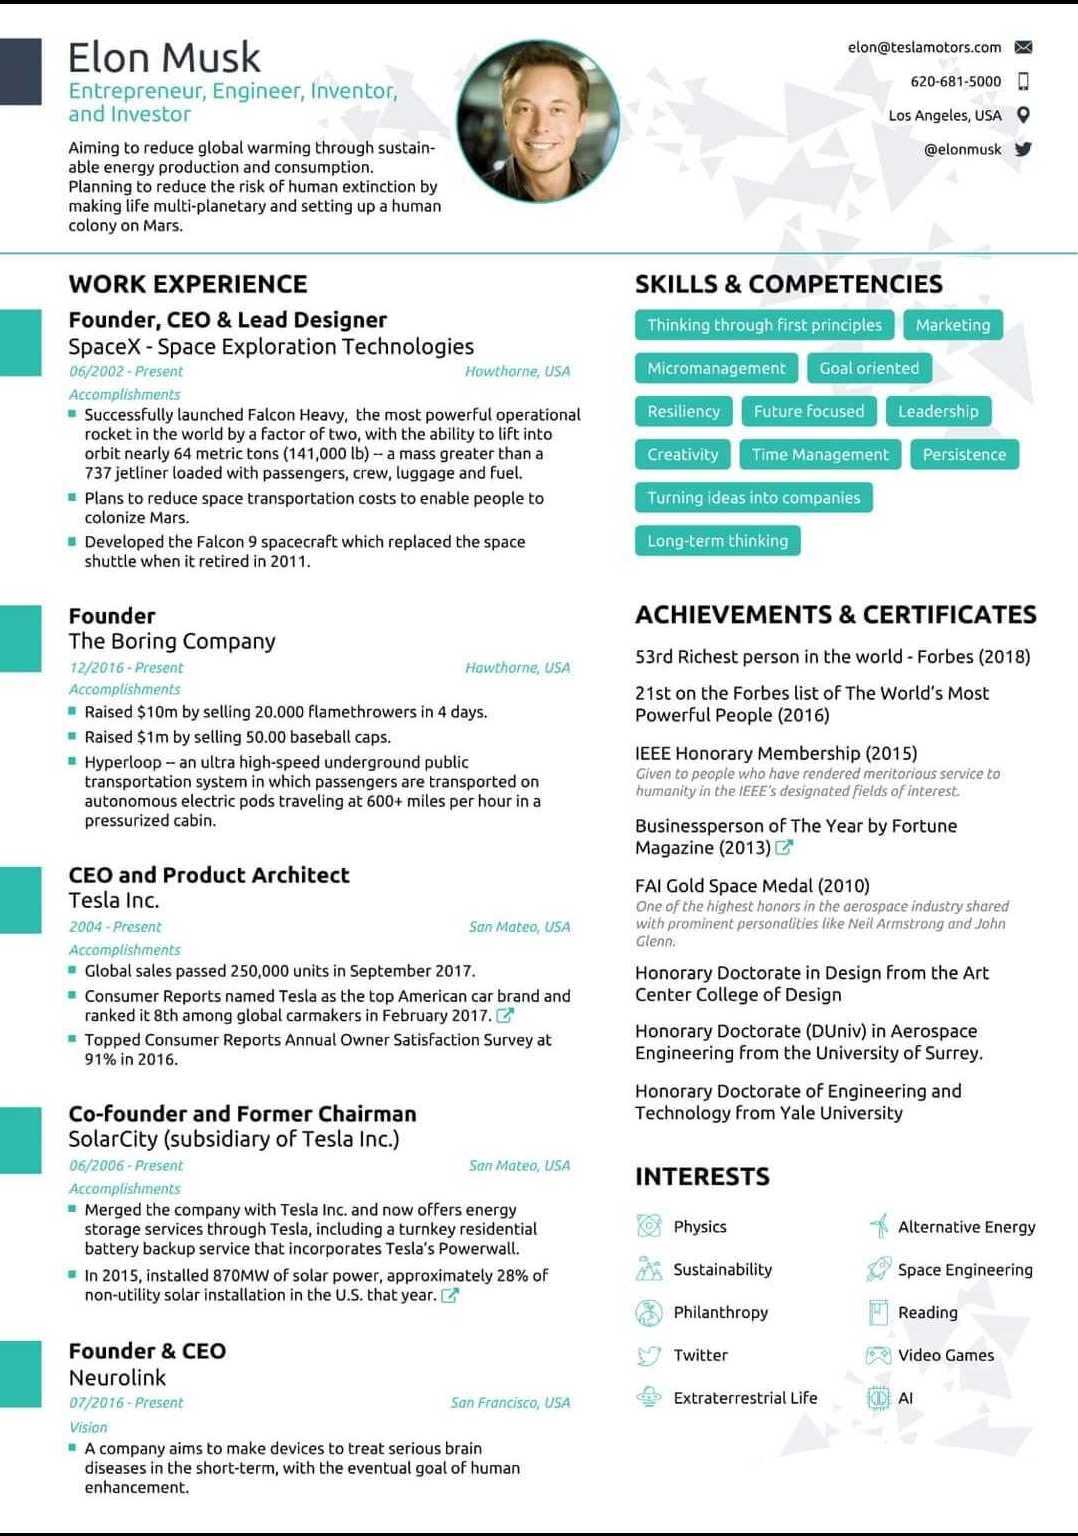 Elon Musk
Entrepreneur, Engineer, Inventor,
and Investor
Aiming to reduce global warming through sustain-
able energy production and consumption.
Planning to reduce the risk of human extinction by
making life multi-planetary and setting up a human
colony on Mars.
elon@teslamotors.com
620-681-5000
Los Angeles, USA
@elonmusk
WORK EXPERIENCE
Founder, CEO & Lead Designer
SpaceX - Space Exploration Technologies
06/2002 - Present
Howthorne, USA
Accomplishments
Successfully launched Falcon Heavy, the most powerful operational
rocket in the world by a factor of two, with the ability to lift into
orbit nearly 64 metric tons (141,000 lb) -- a mass greater than a
737 jetliner loaded with passengers, crew, luggage and fuel.
Plans to reduce space transportation costs to enable people to
colonize Mars.
Developed the Falcon 9 spacecraft which replaced the space
shuttle when it retired in 2011.
Founder
The Boring Company
12/2016 - Present
Hawthorne, USA
Accomplishments
Raised $10m by selling 20.000 flamethrowers in 4 days.
Raised $1m by selling 50.00 baseball caps.
Hyperloop – an ultra high-speed underground public
transportation system in which passengers are transported on
autonomous electric pods traveling at 600+ miles per hour in a
pressurized cabin.
CEO and Product Architect
Tesla Inc.
2004 - Present
San Mateo, USA
Accomplishments
Global sales passed 250,000 units in September 2017.
Consumer Reports named Tesla as the top American car brand and
ranked it 8th among global carmakers in February 2017.
Topped Consumer Reports Annual Owner Satisfaction Survey at
91% in 2016.
Co-founder and Former Chairman
SolarCity (subsidiary of Tesla Inc.)
06/2006 - Present
San Mateo, USA
Accomplishments
Merged the company with Tesla Inc. and now offers energy
storage services through Tesla, including a turnkey residential
battery backup service that incorporates Tesla's Powerwall.
In 2015, installed 870MW of solar power, approximately 28% of
non-utility solar installation in the U.S. that year.
Founder & CEO
Neurolink
07/2016 - Present
San Francisco, USA
Vision
A company aims to make devices to treat serious brain
diseases in the short-term, with the eventual goal of human
enhancement.
SKILLS & COMPETENCIES
Thinking through first principles
Marketing
Micromanagement
Goal oriented
Resiliency
Future focused
Leadership
Creativity
Time Management
Persistence
Turning ideas into companies
Long-term thinking
ACHIEVEMENTS & CERTIFICATES
53rd Richest person in the world - Forbes (2018)
21st on the Forbes list of The World's Most
Powerful People (2016)
IEEE Honorary Membership (2015)
Given to people who have rendered meritorious service to
humanity in the IEEE's designated fields of interest.
Businessperson of The Year by Fortune
Magazine (2013)
FAI Gold Space Medal (2010)
One of the highest honors in the aerospace industry shared
with prominent personalities like Neil Armstrong and John
Glenn.
Honorary Doctorate in Design from the Art
Center College of Design
Honorary Doctorate (DUniv) in Aerospace
Engineering from the University of Surrey.
Honorary Doctorate of Engineering and
Technology from Yale University
INTERESTS
Physics
Alternative Energy
Sustainability
Space Engineering
Philanthropy
Reading
Twitter
Video Games
Extraterrestrial Life
AI